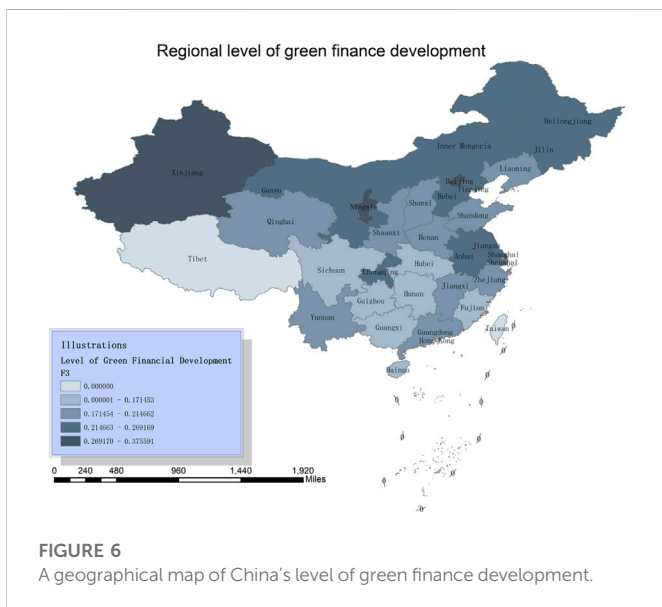 Regional level of green finance development
Heilongjiang
Inner Mongoria
Jilin
Xinjiang
Beijing
Liaoning
Tianjing
Gansu
Hebei
Ningxia
Shanxi
Qinghai
Shandong
Shaanxi
Henan
Jiangsu
Tibet
Anhui
Shanghai
Shenghai
Sichuan
Chongqing
Hubei
Zhejiang
Hunan
Jiangxi
Guizhou
Fujian
Yunnan
Guangxi
Guangdong
Taiwan
Hong Kong
Hainan
Illustrations
Level of Green Financial Development
F3
0.000000
0.000001 - 0.171453
0.171454 - 0.214662
0.214663 - 0.269169
0.269170 - 0.375591
0 240 480 960 1,440 1,920
Miles
FIGURE 6
A geographical map of China's level of green finance development.